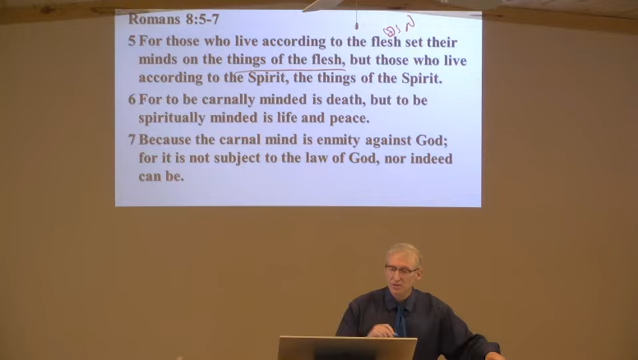 Romans 8:5-7
SIN
5 For those who live according to the flesh set their
minds on the things of the flesh, but those who live
according to the Spirit, the things of the Spirit.
6 For to be carnally minded is death, but to be
spiritually minded is life and peace.
7 Because the carnal mind is enmity against God;
for it is not subject to the law of God, nor indeed
can be.